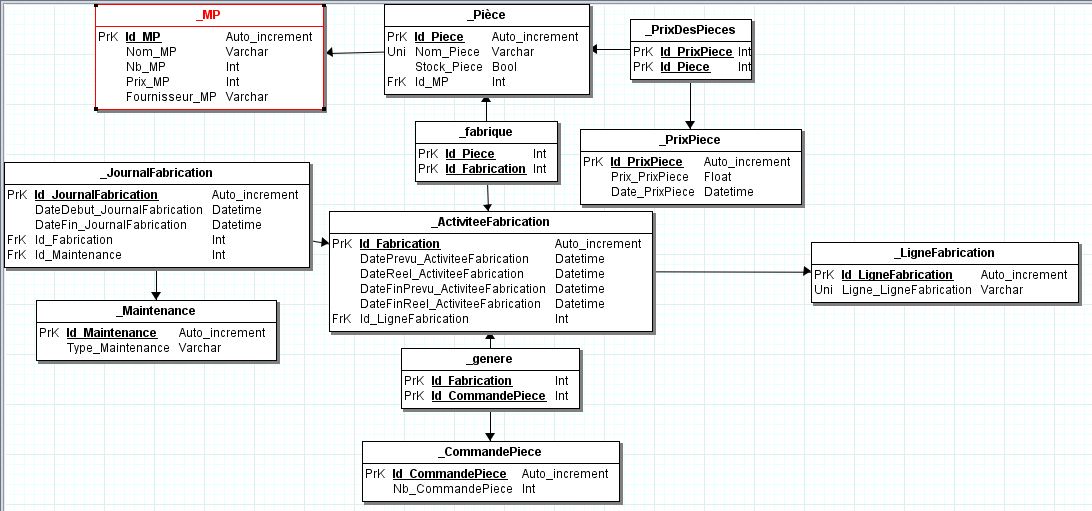 _MP
PrK Id_MP Auto_increment
Nom_MP Varchar
Nb_MP Int
Prix_MP Int
Fournisseur_MP Varchar
_Pièce
PrK Id_Piece Auto_increment
Uni Nom_Piece Varchar
Stock_Piece Bool
FrK Id_MP Int
_PrixDesPieces
PrK Id_PrixPiece Int
PrK Id_Piece Int
_fabrique
PrK Id_Piece Int
PrK Id_Fabrication Int
_PrixPiece
PrK Id_PrixPiece Auto_increment
Prix_PrixPiece Float
Date_PrixPiece Datetime
_JournalFabrication
PrK Id_JournalFabrication Auto_increment
DateDebut_JournalFabrication Datetime
DateFin_JournalFabrication Datetime
FrK Id_Fabrication Int
FrK Id_Maintenance Int
_ActiviteeFabrication
PrK Id_Fabrication Auto_increment
DatePrevu_ActiviteeFabrication Datetime
DateReel_ActiviteeFabrication Datetime
DateFinPrevu_ActiviteeFabrication Datetime
DateFinReel_ActiviteeFabrication Datetime
FrK Id_LigneFabrication Int
_LigneFabrication
PrK Id_LigneFabrication Auto_increment
Uni Ligne_LigneFabrication Varchar
_Maintenance
PrK Id_Maintenance Auto_increment
Type_Maintenance Varchar
_genere
PrK Id_Fabrication Int
PrK Id_CommandePiece Int
_CommandePiece
PrK Id_CommandePiece Auto_increment
Nb_CommandePiece Int